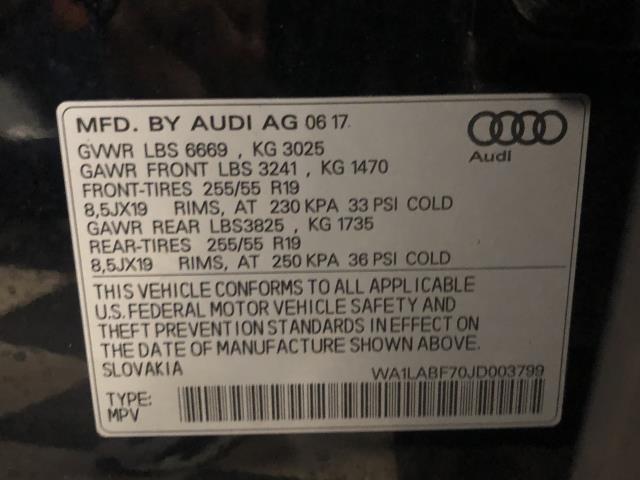 MFD. BY AUDI AG 06 17
Audi
GVWR LBS 6669 , KG 3025
GAWR FRONT LBS 3241 , KG 1470
FRONT-TIRES 255/55 R19
8,5JX19 RIMS, AT 230 KPA 33 PSI COLD
GAWR REAR LBS3825 , KG 1735
REAR-TIRES 255/55 R19
8,5JX19 RIMS, AT 250 KPA 36 PSI COLD
THIS VEHICLE CONFORMS TO ALL APPLICABLE
U.S. FEDERAL MOTOR VEHICLE SAFETY AND
THEFT PREVENTION STANDARDS IN EFFECT ON
THE DATE OF MANUFACTURE SHOWN ABOVE.
SLOVAKIA WA1LABF70JD003799
TYPE:
MPV